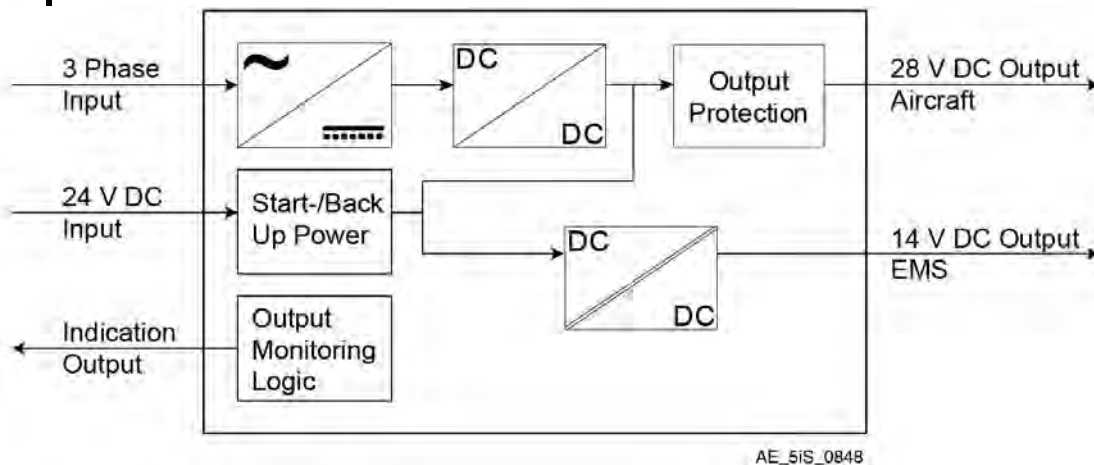 3 Phase
Input
DC
DC
Output
Protection
28 V DC Output
Aircraft
24 V DC
Input
Start-/Back
Up Power
DC
DC
14 V DC Output
EMS
Indication
Output
Output
Monitoring
Logic
AE_5iS_0848